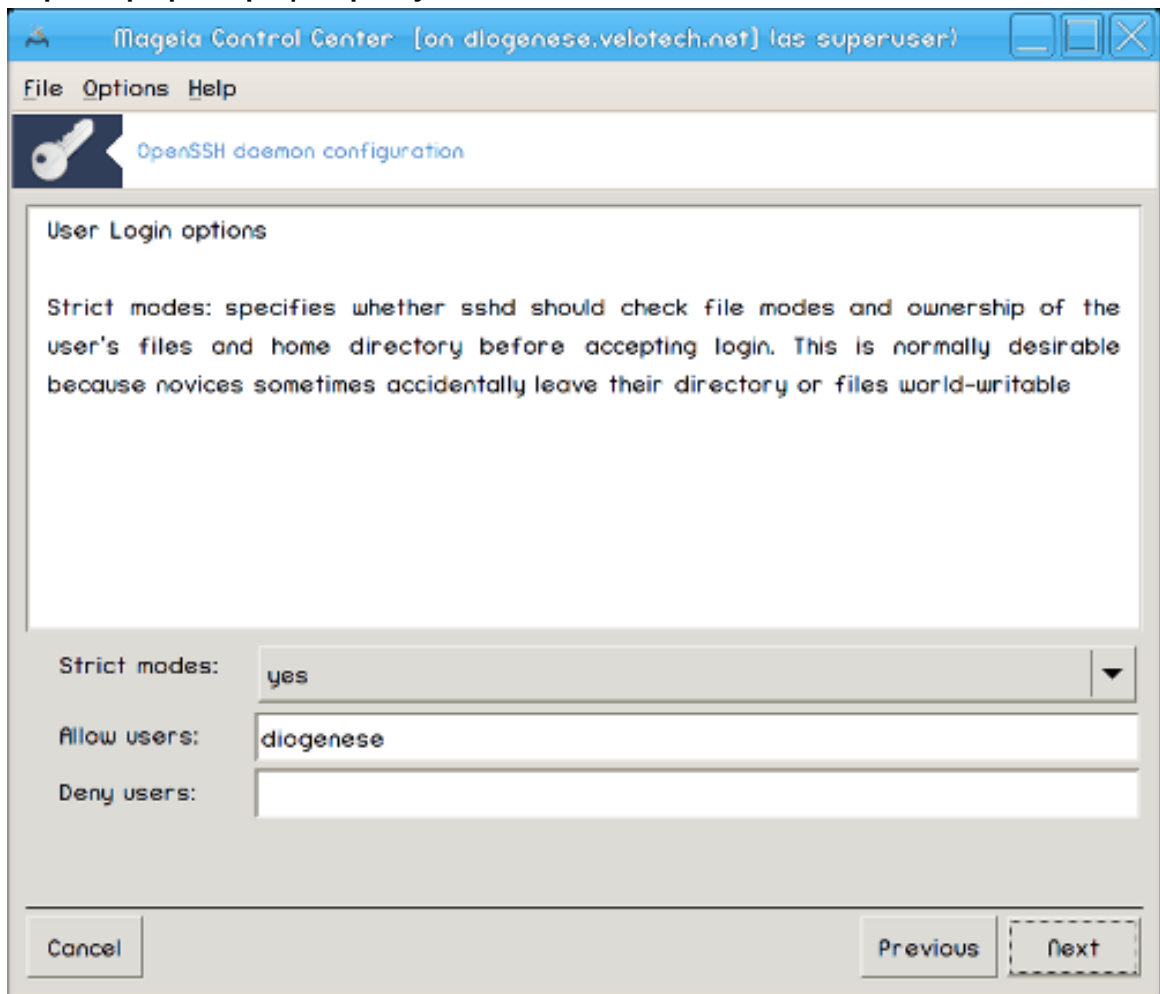 Mageia Control Center [on diogenese.velotech.net] (as superuser)
File Options Help
OpenSSH daemon configuration
User Login options
Strict modes: specifies whether sshd should check file modes and ownership of the
user's files and home directory before accepting login. This is normally desirable
because novices sometimes accidentally leave their directory or files world-writable
Strict modes:
yes
Allow users:
diogenese
Deny users:
Cancel
Previous
Next